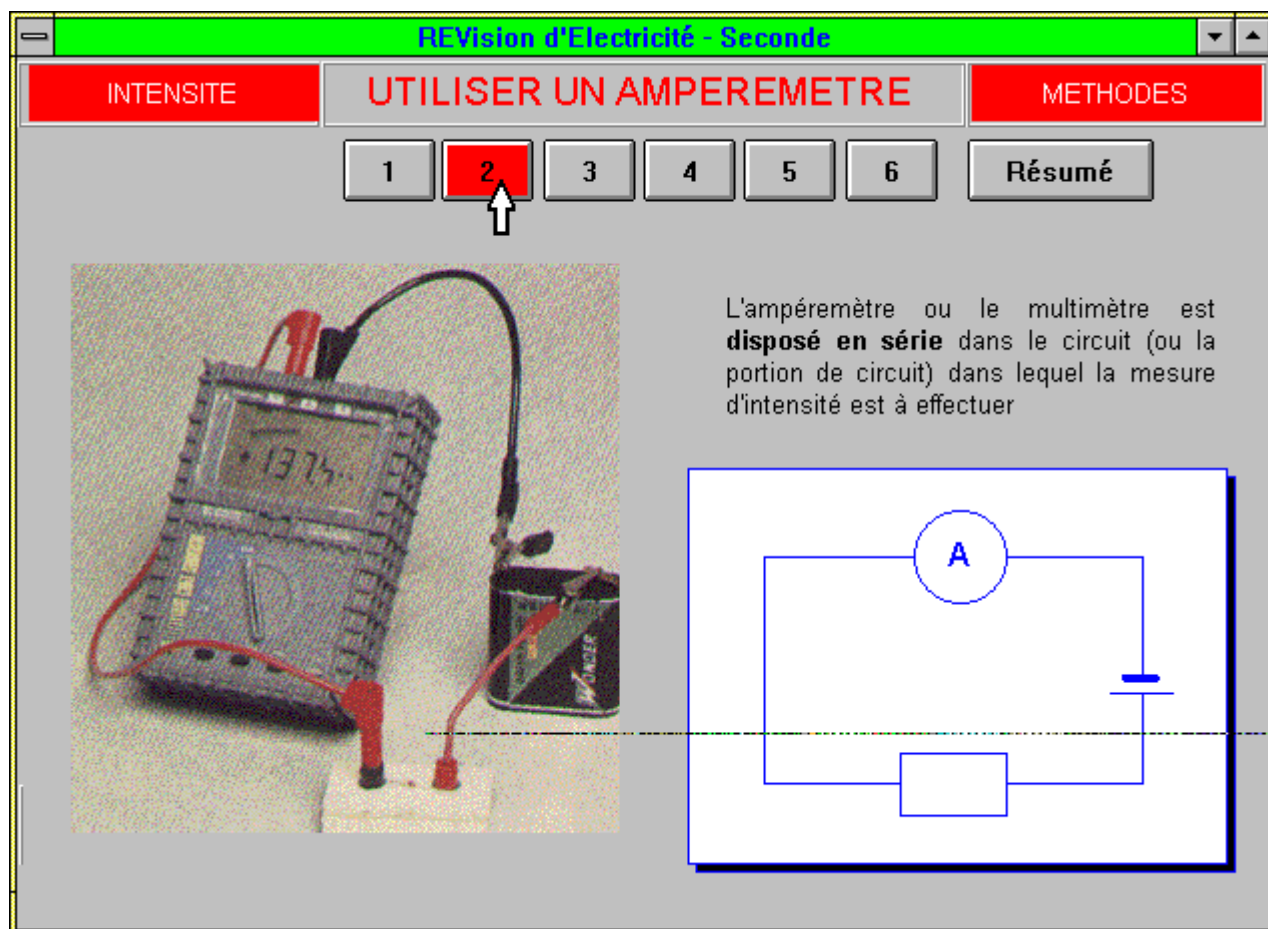 REVision d'Electricité - Seconde
INTENSITE
UTILISER UN AMPEREMETRE
METHODES
1
2
3
4
5
6
Résumé
L'ampéremètre ou le multimètre est
disposé en série dans le circuit (ou la
portion de circuit) dans lequel la mesure
d'intensité est à effectuer
A
WONDER